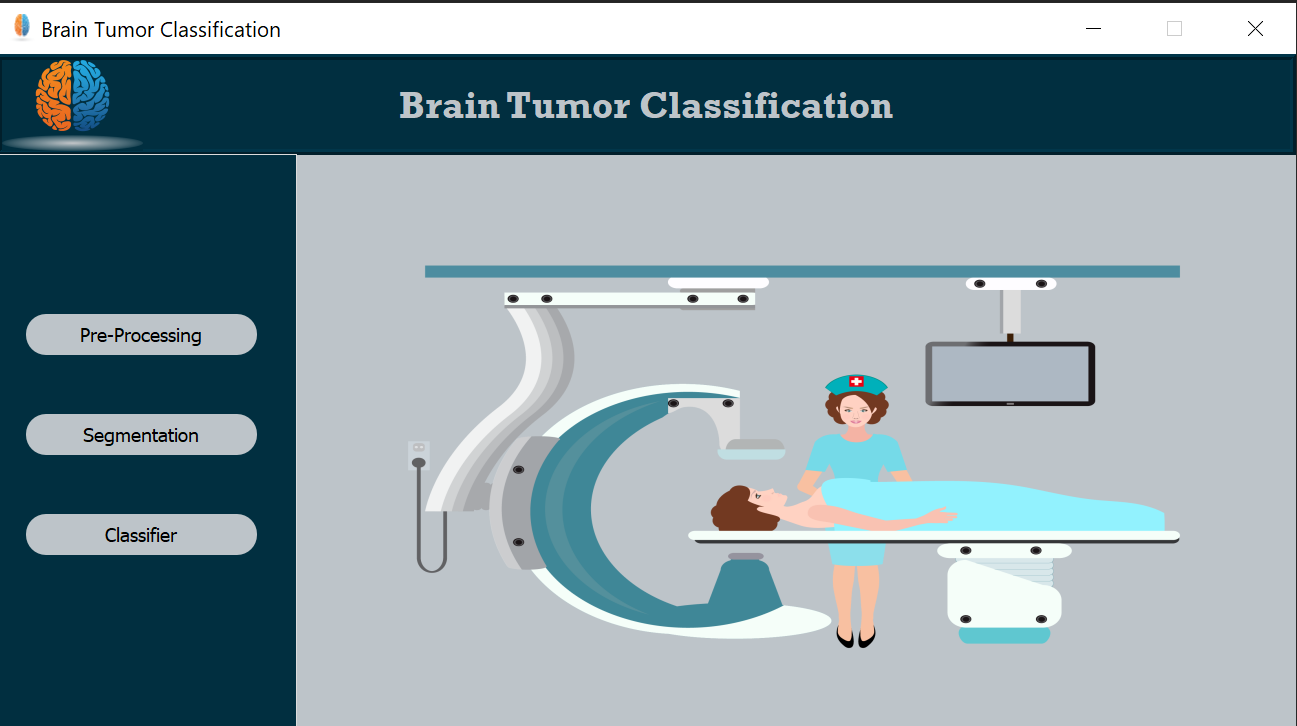 Brain Tumor Classification
Brain Tumor Classification
Pre-Processing
Segmentation
Classifier